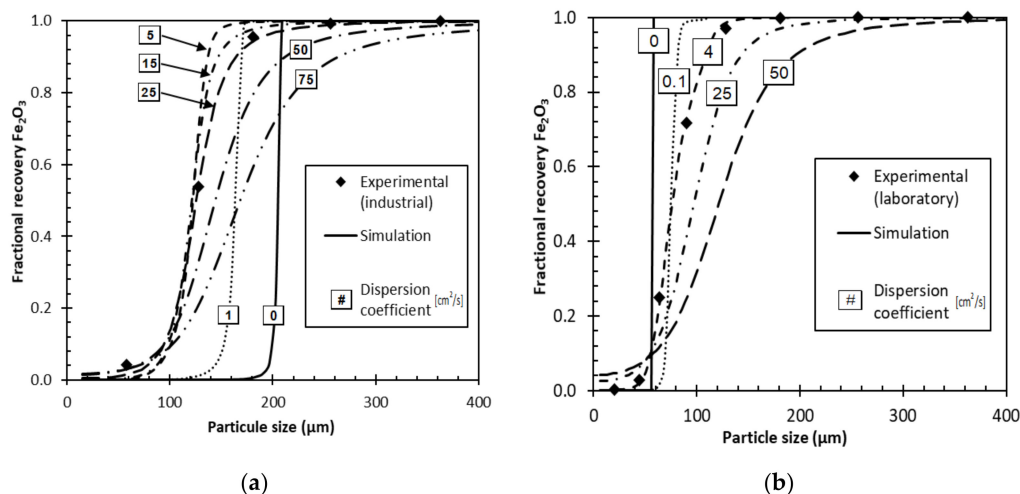 Fractional recovery Fe₂O₃
1.0
0.8
0.6
0.4
0.2
0.0
0
100
200
300
400
Particule size (µm)
5
15
25
50
75
1
0
Experimental
(industrial)
Simulation
# Dispersion
coefficient [cm²/s]
(a)
Fractional recovery Fe₂O₃
1.0
0.8
0.6
0.4
0.2
0.0
0
100
200
300
400
Particle size (µm)
0
0.1
4
25
50
Experimental
(laboratory)
Simulation
# Dispersion
coefficient [cm²/s]
(b)